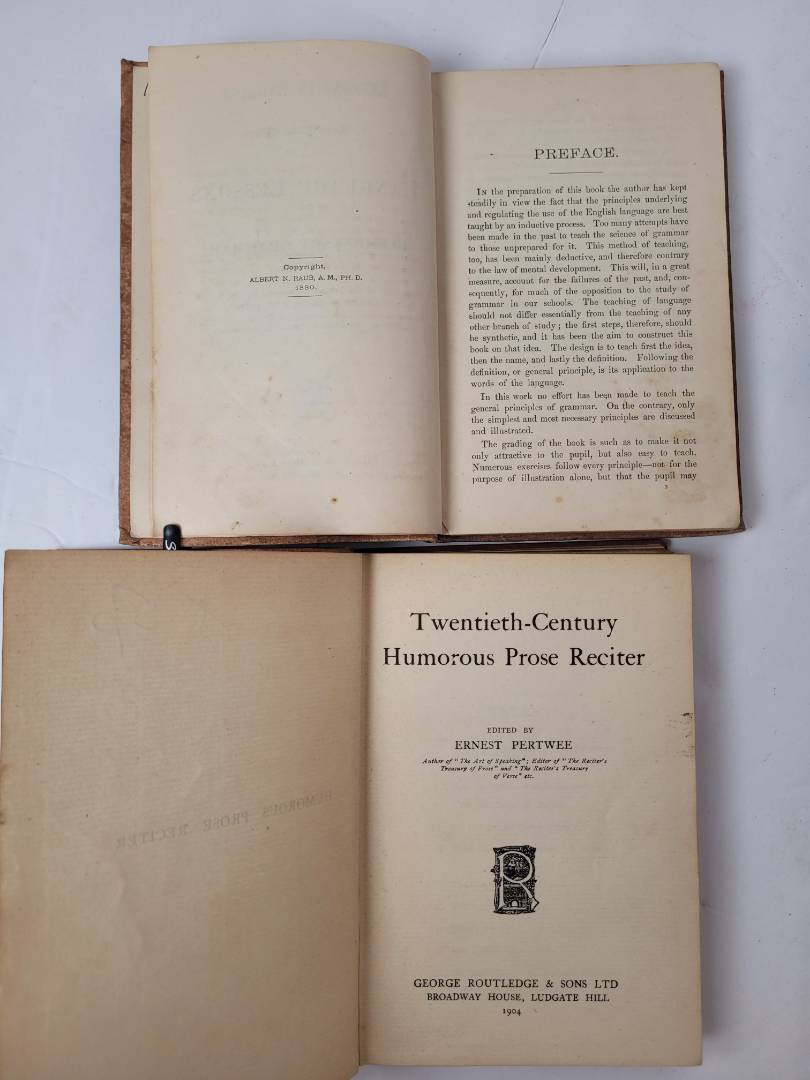 Copyright,
ALBERT N. RAUB, A. M., PH. D.
1880.
PREFACE.
IN the preparation of this book the author has kept
steadily in view the fact that the principles underlying
and regulating the use of the English language are best
taught by an inductive process. Too many attempts have
been made in the past to teach the science of grammar
to those unprepared for it. This method of teaching,
too, has been mainly deductive, and therefore contrary
to the law of mental development. This will, in a great
measure, account for the failures of the past, and, con-
sequently, for much of the opposition to the study of
grammar in our schools. The teaching of language
should not differ essentially from the teaching of any
other branch of study; the first steps, therefore, should
be synthetic, and it has been the aim to construct this
book on that idea. The design is to teach first the idea,
then the name, and lastly the definition. Following the
definition, or general principle, is its application to the
words of the language.
In this work no effort has been made to teach the
general principles of grammar. On the contrary, only
the simplest and most necessary principles are discussed
and illustrated.
The grading of the book is such as to make it not
only attractive to the pupil, but also easy to teach.
Numerous exercises follow every principle—not for the
purpose of illustration alone, but that the pupil may
3
Twentieth-Century
Humorous Prose Reciter
EDITED BY
ERNEST PERTWEE
Author of "The Art of Speaking"; Editor of "The Reciter's
Treasury of Prose" and "The Reciter's Treasury
of Verse" etc.
R
GEORGE ROUTLEDGE & SONS LTD
BROADWAY HOUSE, LUDGATE HILL
1904
HUMOROUS PROSE RECITER